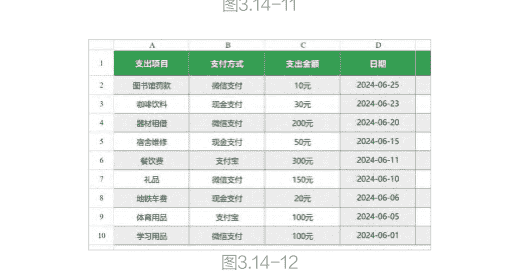 图3.14-11
A B C D
1 支出项目 支付方式 支出金额 日期
2 图书馆罚款 微信支付 10元 2024-06-25
3 咖啡饮料 现金支付 30元 2024-06-23
4 器材租借 微信支付 200元 2024-06-20
5 宿舍维修 现金支付 50元 2024-06-15
6 餐饮费 支付宝 300元 2024-06-11
7 礼品 微信支付 150元 2024-06-10
8 地铁车费 现金支付 20元 2024-06-06
9 体育用品 支付宝 100元 2024-06-05
10 学习用品 微信支付 100元 2024-06-01
图3.14-12